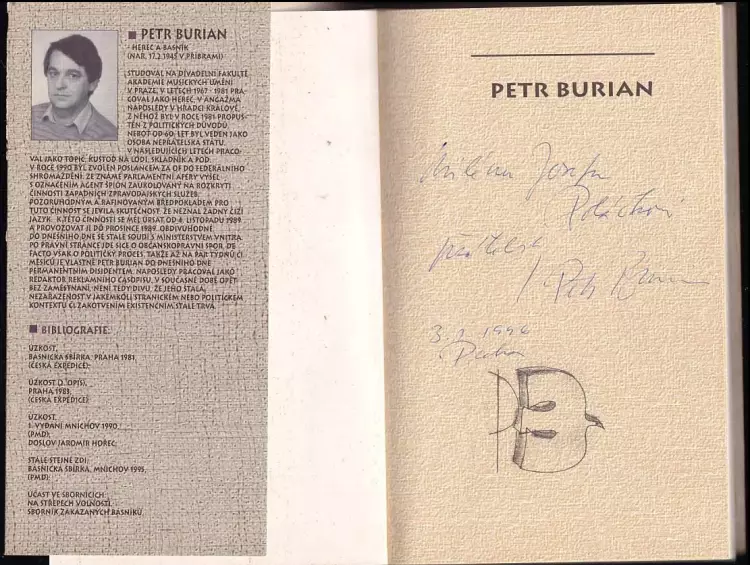 ■ PETR BURIAN
- HEREC A BÁSNÍK
(NAR. 17.2.1945 V PŘÍBRAMI)
STUDOVAL NA DIVADELNÍ FAKULTĚ
AKADEMIE MÚSICKÝCH UMĚNÍ
V PRAZE, V LETECH 1967 - 1981 PRA-
COVAL JAKO HEREC, V ANGAŽMÁ
NAPOSLEDY V HRADCI KRÁLOVÉ,
Z NĚHOŽ BYL V ROCE 1981 PROPUŠ-
TĚN Z POLITICKÝCH DŮVODŮ,
NEBOŤ OD 60. LET BYL VEDEN JAKO
OSOBA NEPŘÁTELSKÁ STÁTU.
V NÁSLEDUJÍCÍCH LETECH PRACO-
VAL JAKO TOPIČ, KUSTOD NA LODI, SKLADNÍK A POD.
V ROCE 1990 BYL ZVOLEN POSLANCEM ZA OF DO FEDERÁLNÍHO
SHROMÁŽDĚNÍ; ZE ZNÁMÉ PARLAMENTNÍ AFÉRY VYŠEL
S OZNAČENÍM AGENT ŠPIÓN ZAÚKOLOVANÝ NA ROZKRYTÍ
ČINNOSTI ZÁPADNÍCH ZPRAVODAJSKÝCH SLUŽEB.
POZORUHODNÝM A RAFINOVANÝM PŘEDPOKLADEM PRO
TUTO ČINNOST SE JEVILA SKUTEČNOST, ŽE NEZNAL ŽÁDNÝ CIZÍ
JAZYK. K TÉTO ČINNOSTI SE MĚL UPSAT OD 4. LISTOPADU 1989
A PROVOZOVAT JI DO PROSINCE 1989. OBDIVUHODNĚ.
DO DNEŠNÍHO DNE SE STÁLE SOUDÍ S MINISTERSTVEM VNITRA.
PO PRÁVNÍ STRÁNCE JDE SICE O OBČANSKOPRÁVNÍ SPOR, DE
FACTO VŠAK O POLITICKÝ PROCES. TAKŽE AŽ NA PÁR TÝDNŮ ČI
MĚSÍCŮ JE VLASTNĚ PETR BURIAN DO DNEŠNÍHO DNE
PERMANENTNÍM DISIDENTEM. NAPOSLEDY PRACOVAL JAKO
REDAKTOR REKLAMNÍHO ČASOPISU, V SOUČASNÉ DOBĚ OPĚT
BEZ ZAMĚSTNÁNÍ. NENÍ TEDY DIVU, ŽE JEHO STÁLÁ
NEZAŘAZENOST V JAKÉMKOLI STRANICKÉM NEBO POLITICKÉM
KONTEXTU ČI ZAKOTVENÍM EXISTENČNÍM STÁLE TRVÁ.
■ BIBLIOGRAFIE:
ÚZKOST,
BÁSNICKÁ SBÍRKA, PRAHA 1981,
(ČESKÁ EXPEDICE);
ÚZKOST (2. OPIS),
PRAHA 1983,
(ČESKÁ EXPEDICE)
ÚZKOST,
1. VYDÁNÍ MNICHOV 1990
(PMD),
DOSLOV JAROMÍR HOŘEC;
STÁLE STEJNÉ ZDI,
BÁSNICKÁ SBÍRKA, MNICHOV 1995,
(PMD)
ÚČAST VE SBORNÍCÍCH:
NA STŘEPECH VOLNOSTI,
SBORNÍK ZAKÁZANÝCH BÁSNÍKŮ
PETR BURIAN
Petr Burian
1996